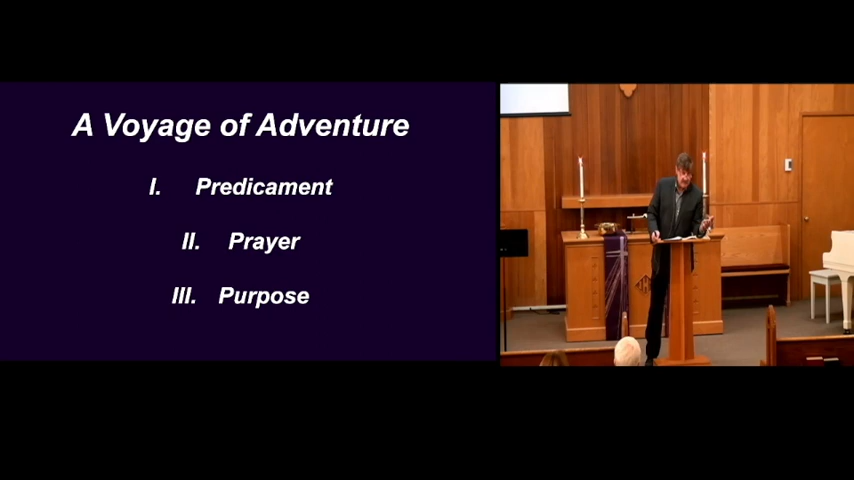 A Voyage of Adventure
I. Predicament
II. Prayer
III. Purpose